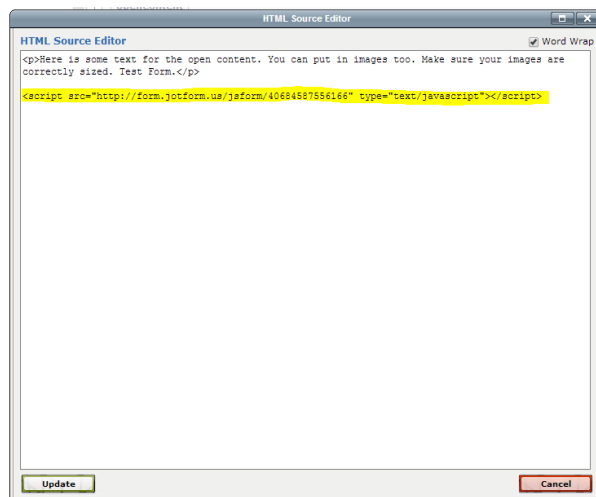 HTML Source Editor
HTML Source Editor
Word Wrap
<p>Here is some text for the open content. You can put in images too. Make sure your images are
correctly sized. Test Form.</p>
<script src="http://form.jotform.us/jsform/40684587556166" type="text/javascript"></script>
Update
Cancel